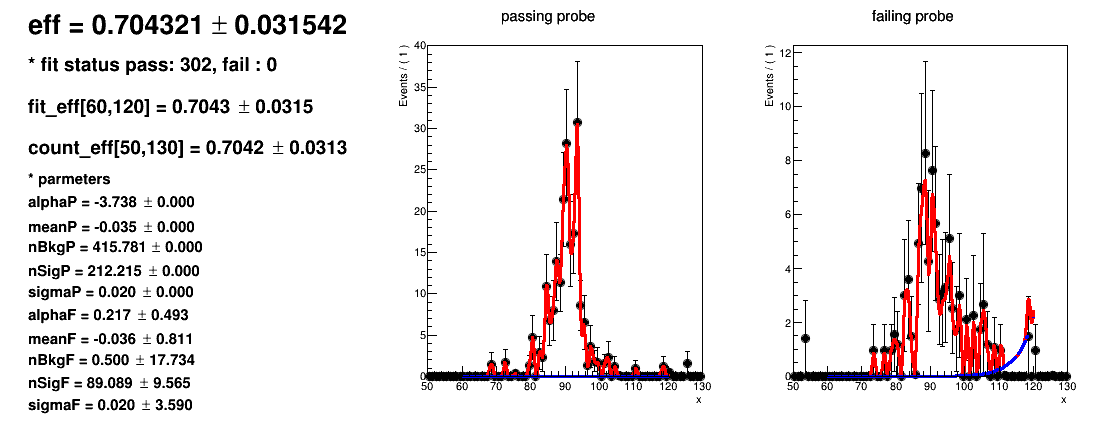 eff = 0.704321 ± 0.031542
* fit status pass: 302, fail : 0
fit_eff[60,120] = 0.7043 ± 0.0315
count_eff[50,130] = 0.7042 ± 0.0313
* parmeters
alphaP = -3.738 ± 0.000
meanP = -0.035 ± 0.000
nBkgP = 415.781 ± 0.000
nSigP = 212.215 ± 0.000
sigmaP = 0.020 ± 0.000
alphaF = 0.217 ± 0.493
meanF = -0.036 ± 0.811
nBkgF = 0.500 ± 17.734
nSigF = 89.089 ± 9.565
sigmaF = 0.020 ± 3.590
passing probe
Events / ( 1 )
40
35
30
25
20
15
10
5
0
50 60 70 80 90 100 110 120 130
x
failing probe
Events / ( 1 )
12
10
8
6
4
2
0
50 60 70 80 90 100 110 120 130
x